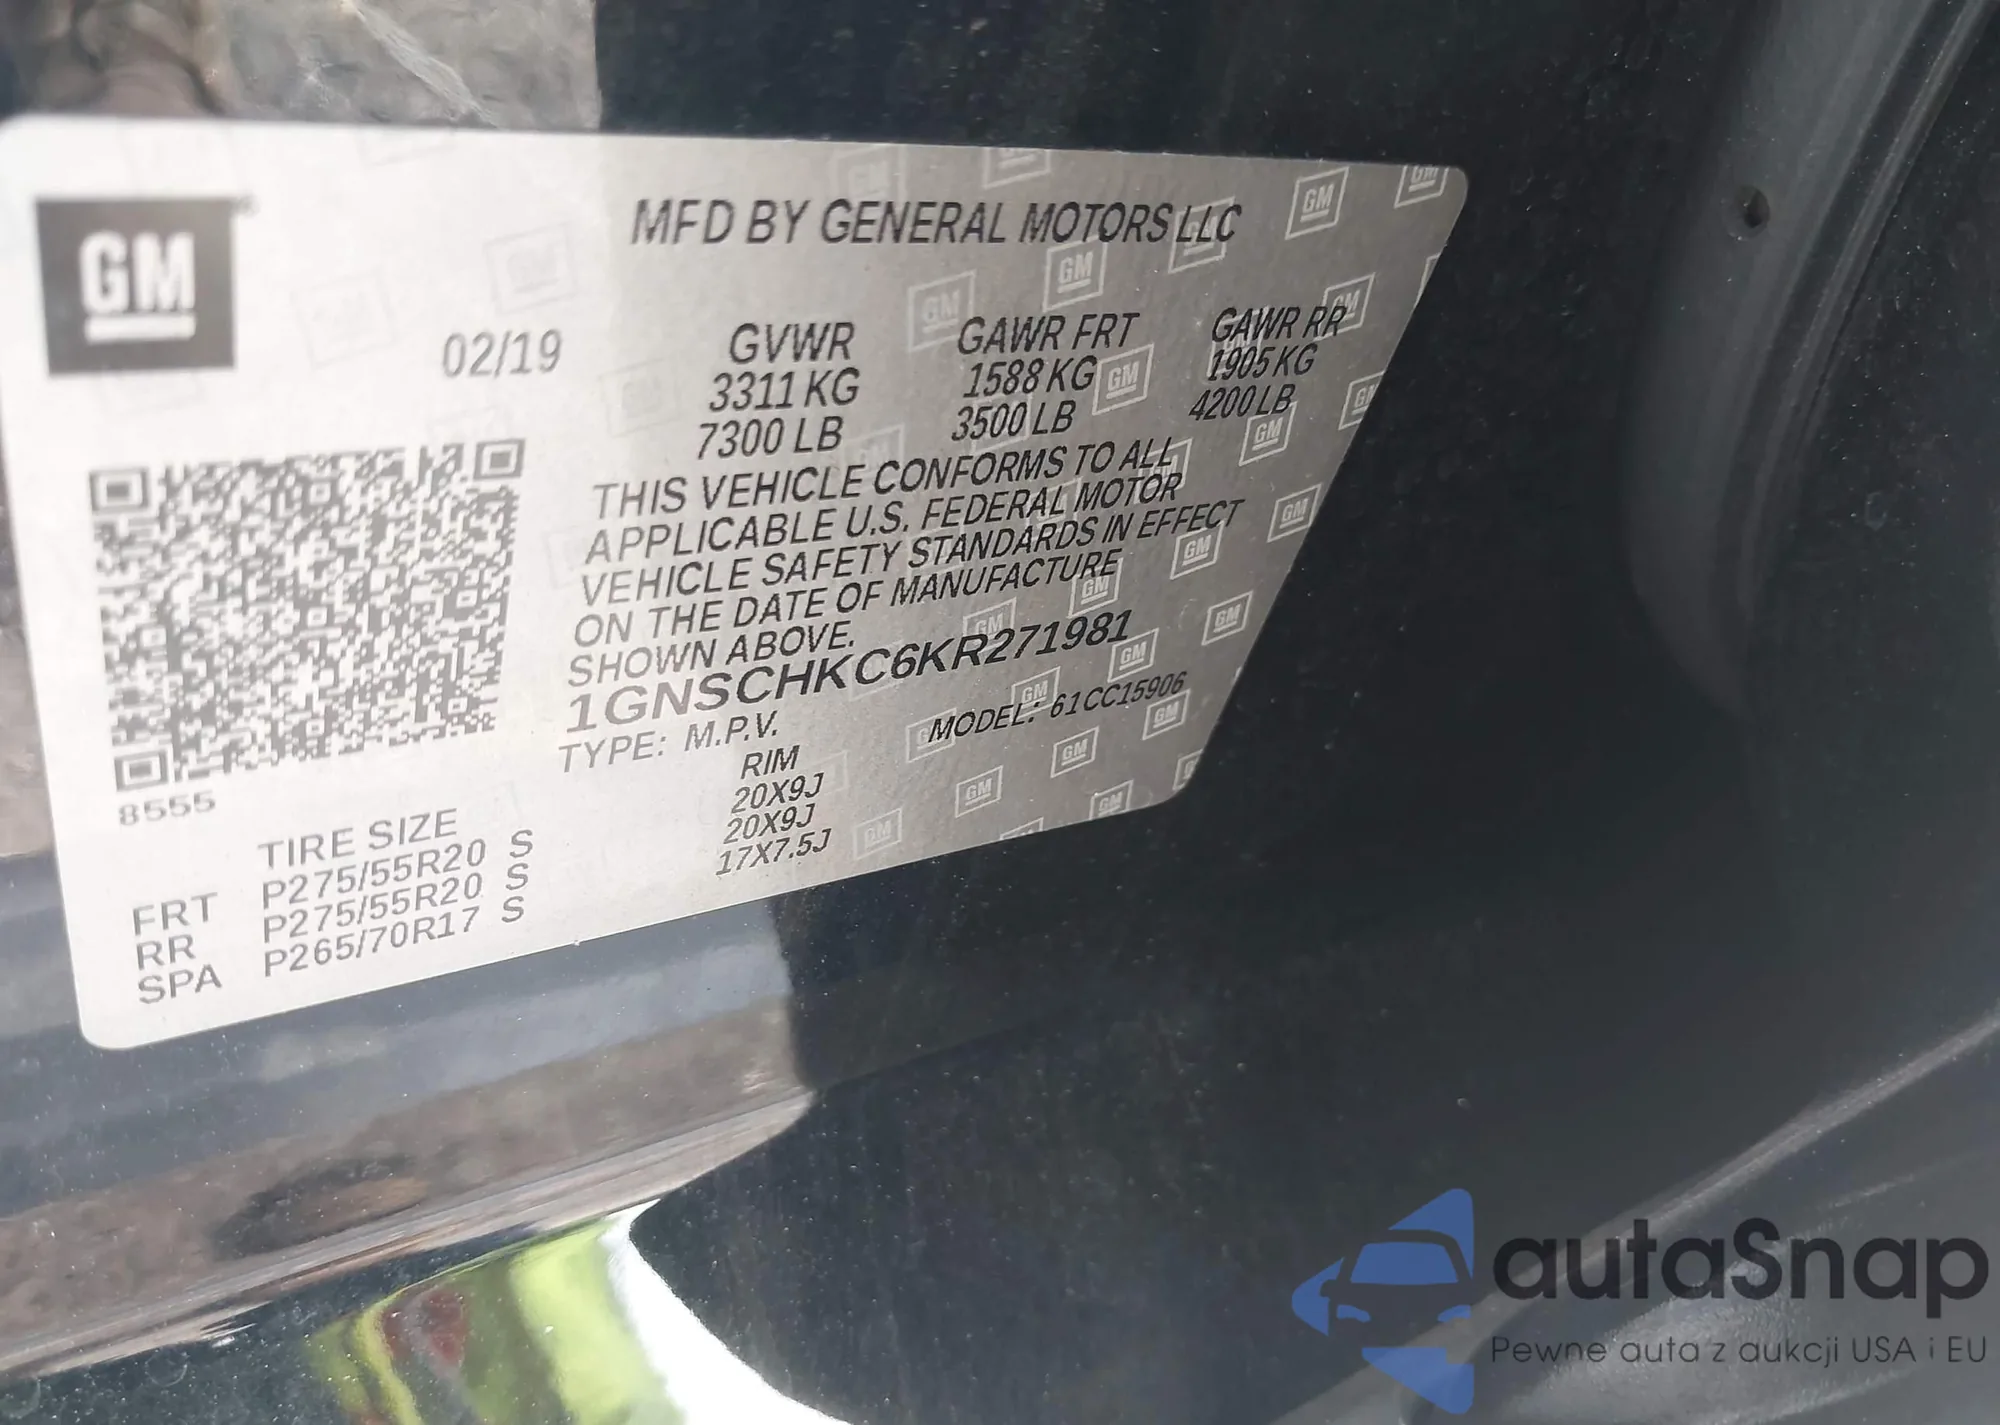 GM
MFD BY GENERAL MOTORS LLC
02/19
GVWR GAWR FRT GAWR RR
3311 KG 1588 KG 1905 KG
7300 LB 3500 LB 4200 LB
THIS VEHICLE CONFORMS TO ALL
APPLICABLE U.S. FEDERAL MOTOR
VEHICLE SAFETY STANDARDS IN EFFECT
ON THE DATE OF MANUFACTURE
SHOWN ABOVE.
1GNSCHKC6KR271981
TYPE: M.P.V. MODEL: 61CC15906
8555
TIRE SIZE RIM
FRT P275/55R20 S 20X9J
RR P275/55R20 S 20X9J
SPA P265/70R17 S 17X7.5J
autaSnap
Pewne auta z aukcji USA i EU